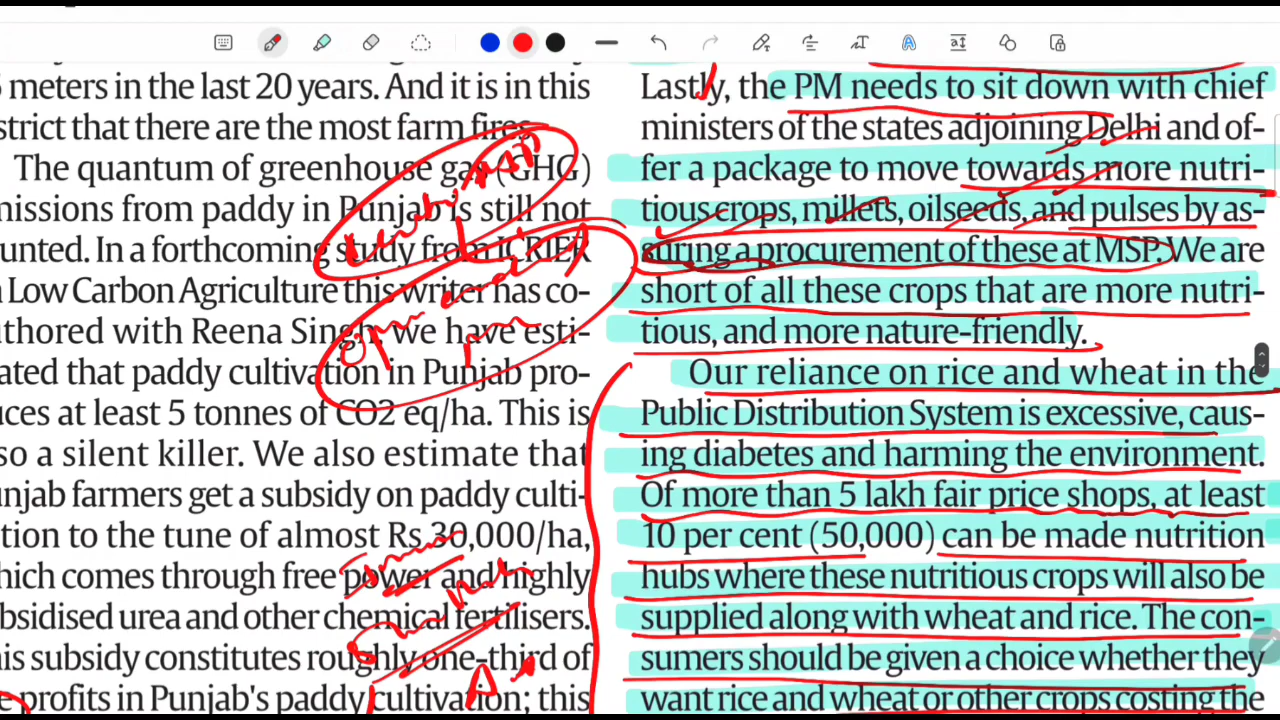 meters in the last 20 years. And it is in this
strict that there are the most farm fires.
The quantum of greenhouse gas (GHG)
missions from paddy in Punjab is still not
unted. In a forthcoming study from ICRIER
Low Carbon Agriculture this writer has co-
uthored with Reena Singh, we have esti-
ated that paddy cultivation in Punjab pro-
uces at least 5 tonnes of CO2 eq/ha. This is
so a silent killer. We also estimate that
unjab farmers get a subsidy on paddy culti-
tion to the tune of almost Rs 30,000/ha,
hich comes through free power and highly
bsidised urea and other chemical fertilisers.
is subsidy constitutes roughly one-third of
e profits in Punjab's paddy cultivation; this
Lastly, the PM needs to sit down with chief
ministers of the states adjoining Delhi and of-
fer a package to move towards more nutri-
tious crops, millets, oilseeds, and pulses by as-
suring a procurement of these at MSP. We are
short of all these crops that are more nutri-
tious, and more nature-friendly.
Our reliance on rice and wheat in the
Public Distribution System is excessive, caus-
ing diabetes and harming the environment.
Of more than 5 lakh fair price shops, at least
10 per cent (50,000) can be made nutrition
hubs where these nutritious crops will also be
supplied along with wheat and rice. The con-
sumers should be given a choice whether they
want rice and wheat or other crops costing the